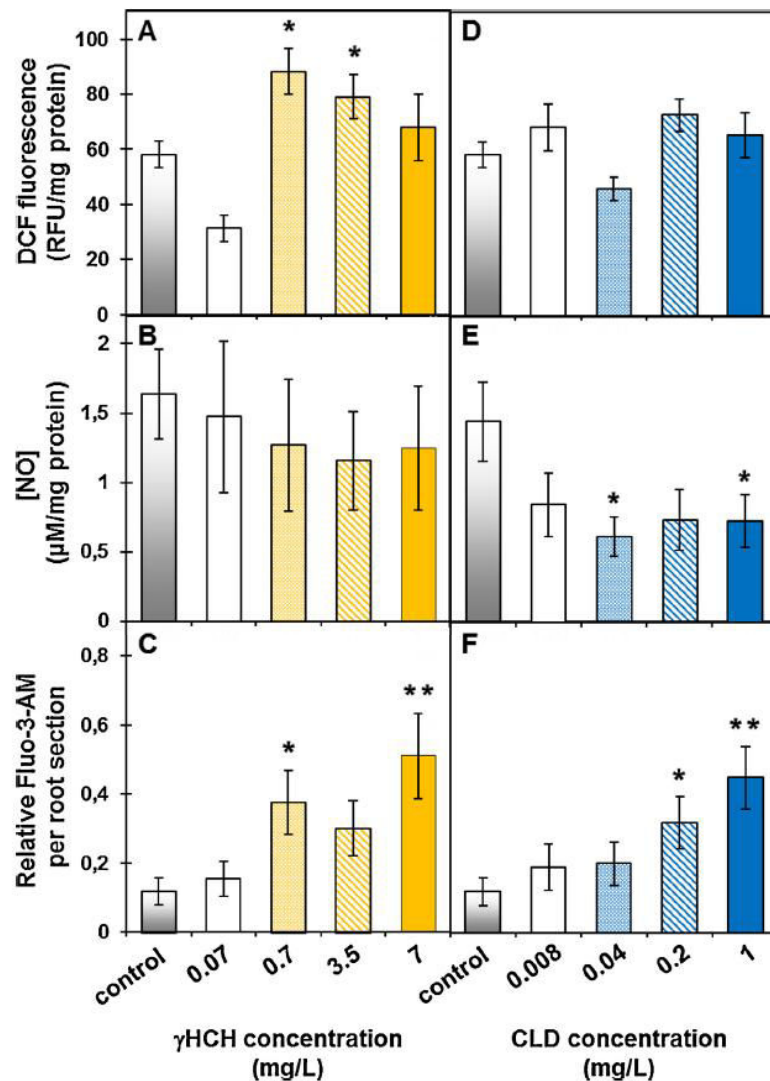 A
D
100
80
60
40
20
0
DCF fluorescence
(RFU/mg protein)
*
*
B
E
2
1,5
1
0,5
0
[NO]
(µM/mg protein)
*
*
C
F
0,8
0,6
0,4
0,2
0
Relative Fluo-3-AM
per root section
*
**
*
**
control
0.07
0.7
3.5
7
control
0.008
0.04
0.2
1
γHCH concentration
(mg/L)
CLD concentration
(mg/L)